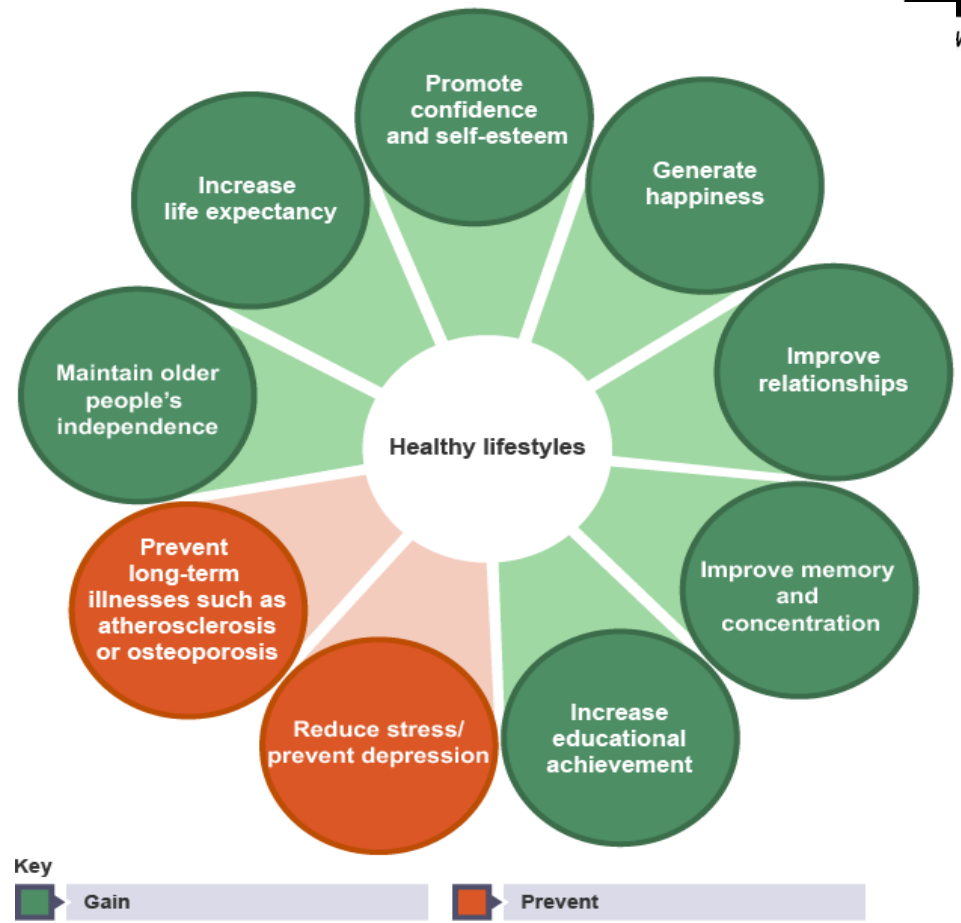 Promote
confidence
and self-esteem
Generate
happiness
Increase
life expectancy
Improve
relationships
Maintain older
people's
independence
Healthy lifestyles
Prevent
long-term
illnesses such as
atherosclerosis
or osteoporosis
Improve memory
and
concentration
Reduce stress/
prevent depression
Increase
educational
achievement
Key
Gain
Prevent